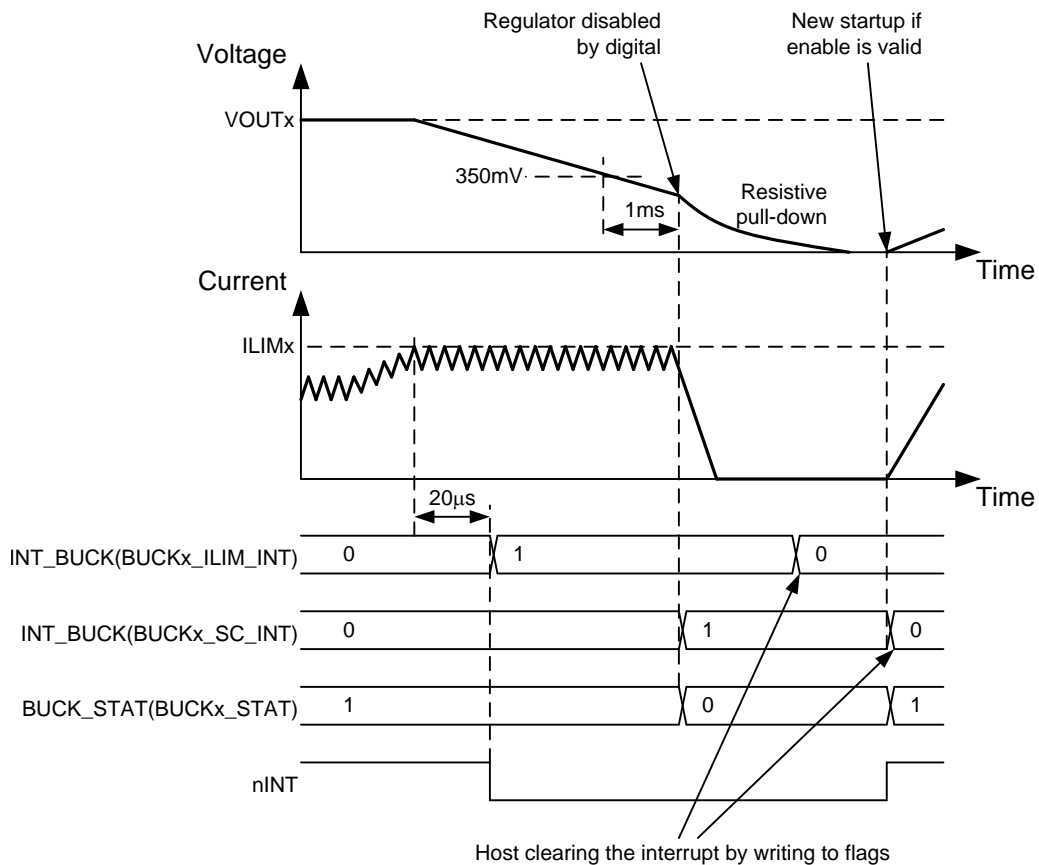 Regulator disabled
by digital
New startup if
enable is valid
Voltage
VOUTx
350mV
1ms
Resistive
pull-down
Time
Current
ILIMx
Time
20μs
INT_BUCK(BUCKx_ILIM_INT) 0 1 0
INT_BUCK(BUCKx_SC_INT) 0 1 0
BUCK_STAT(BUCKx_STAT) 1 0 1
nINT
Host clearing the interrupt by writing to flags